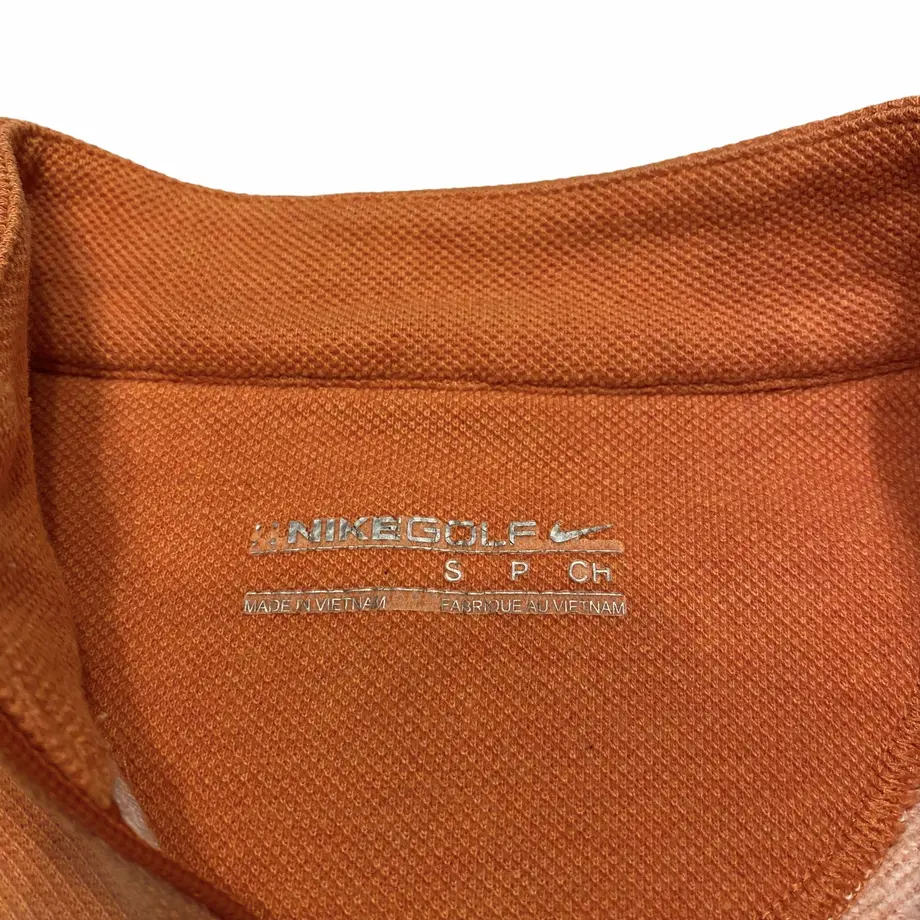 NIKEGOLF
S P CH
MADE IN VIETNAM FABRIQUE AU VIETNAM